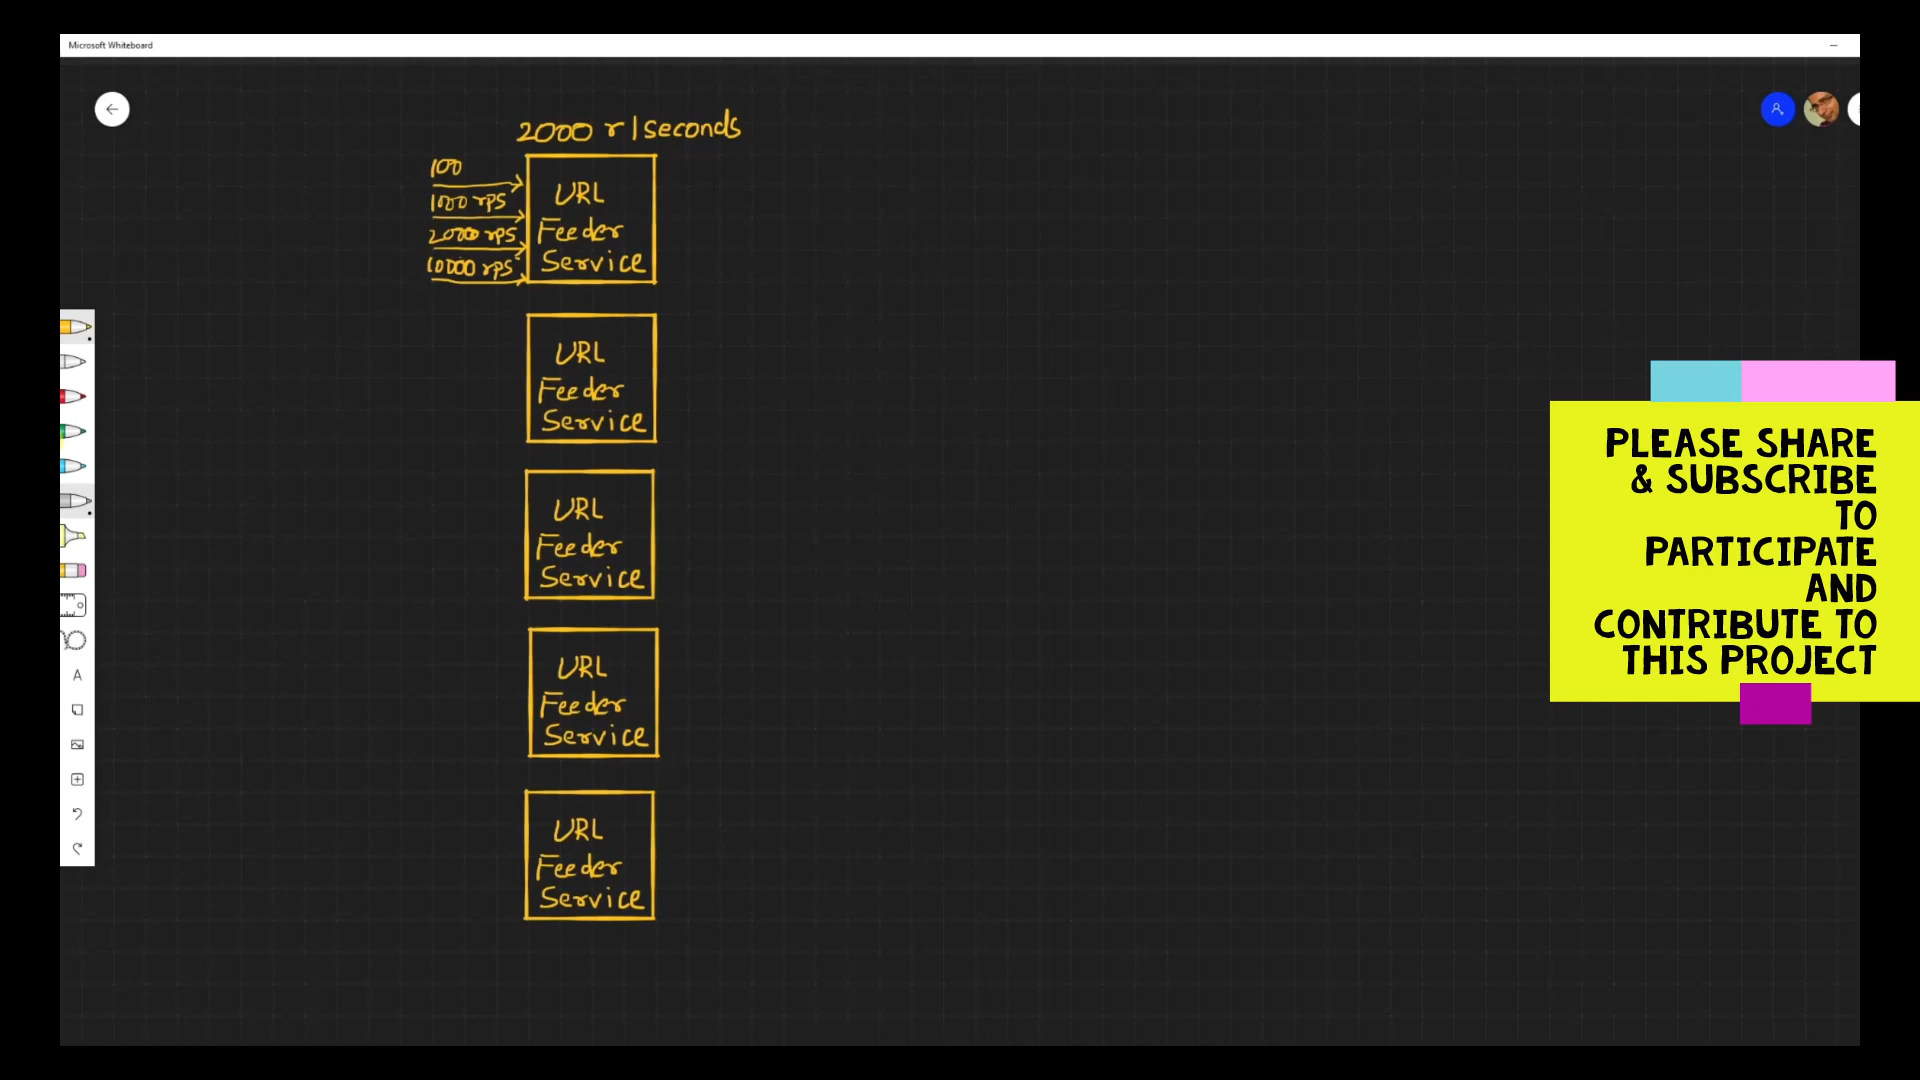 Microsoft Whiteboard
2000 r/seconds
100
1000 rps
2000 rps
10000 rps
URL
Feeder
Service
URL
Feeder
Service
URL
Feeder
Service
URL
Feeder
Service
URL
Feeder
Service
A
PLEASE SHARE
& SUBSCRIBE
TO
PARTICIPATE
AND
CONTRIBUTE TO
THIS PROJECT